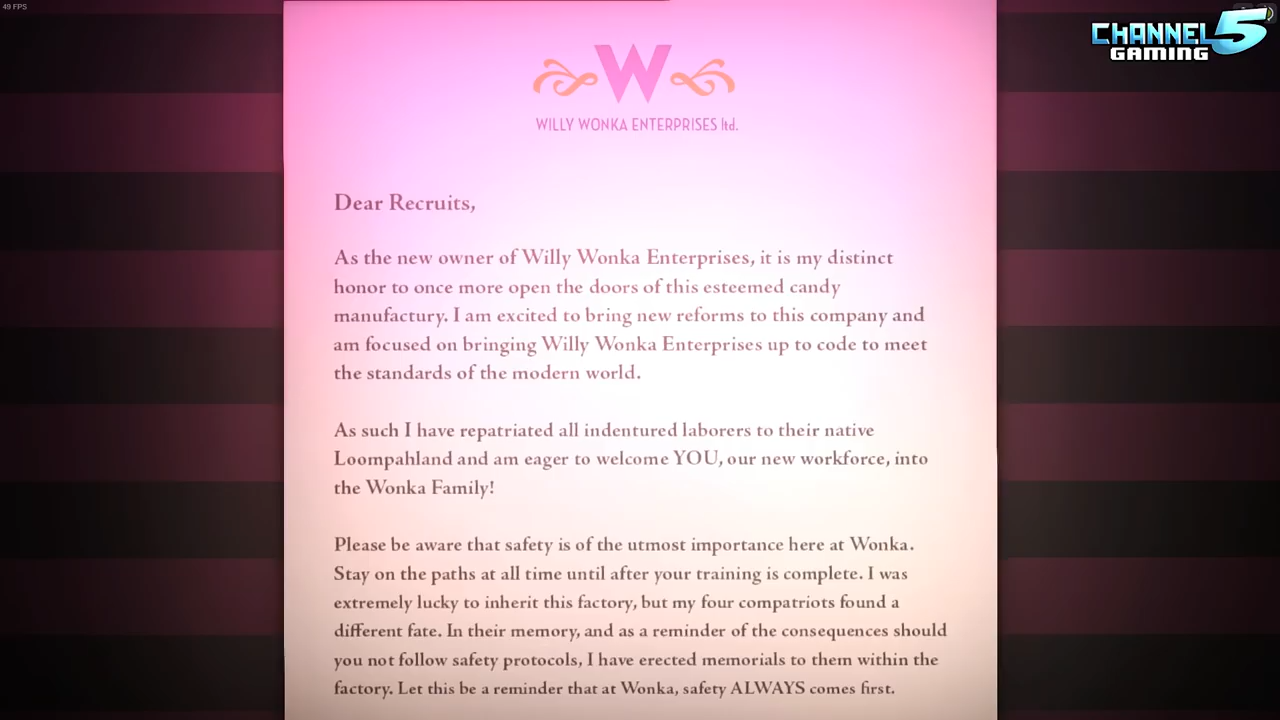 49 FPS
CHANNEL 5
GAMING
W
WILLY WONKA ENTERPRISES ltd.
Dear Recruits,
As the new owner of Willy Wonka Enterprises, it is my distinct
honor to once more open the doors of this esteemed candy
manufactury. I am excited to bring new reforms to this company and
am focused on bringing Willy Wonka Enterprises up to code to meet
the standards of the modern world.
As such I have repatriated all indentured laborers to their native
Loompahland and am eager to welcome YOU, our new workforce, into
the Wonka Family!
Please be aware that safety is of the utmost importance here at Wonka.
Stay on the paths at all time until after your training is complete. I was
extremely lucky to inherit this factory, but my four compatriots found a
different fate. In their memory, and as a reminder of the consequences should
you not follow safety protocols, I have erected memorials to them within the
factory. Let this be a reminder that at Wonka, safety ALWAYS comes first.